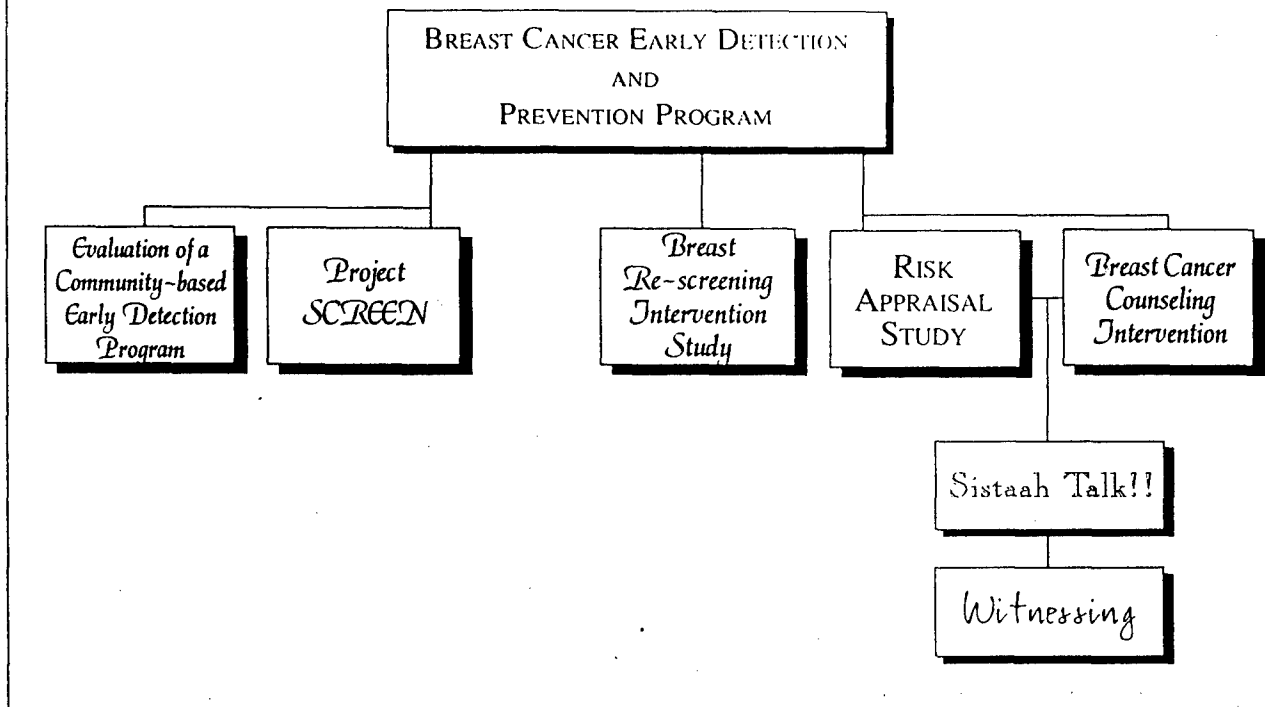 BREAST CANCER EARLY DETECTION
AND
PREVENTION PROGRAM
Evaluation of a
Community-based
Early Detection
Program
Project
SCREEN
Breast
Re-screening
Intervention
Study
RISK
APPRAISAL
STUDY
Breast Cancer
Counseling
Intervention
Sistaah Talk!!
Witnessing